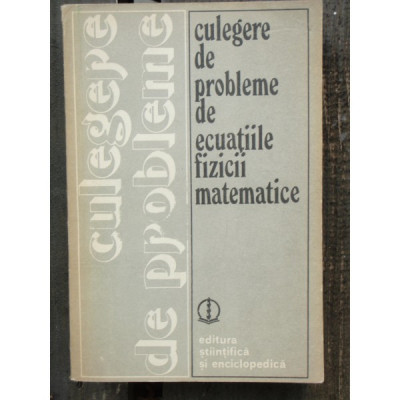 culegere
de probleme
culegere
de
probleme
de
ecuațiile
fizicii
matematice
editura
științifică
și enciclopedică